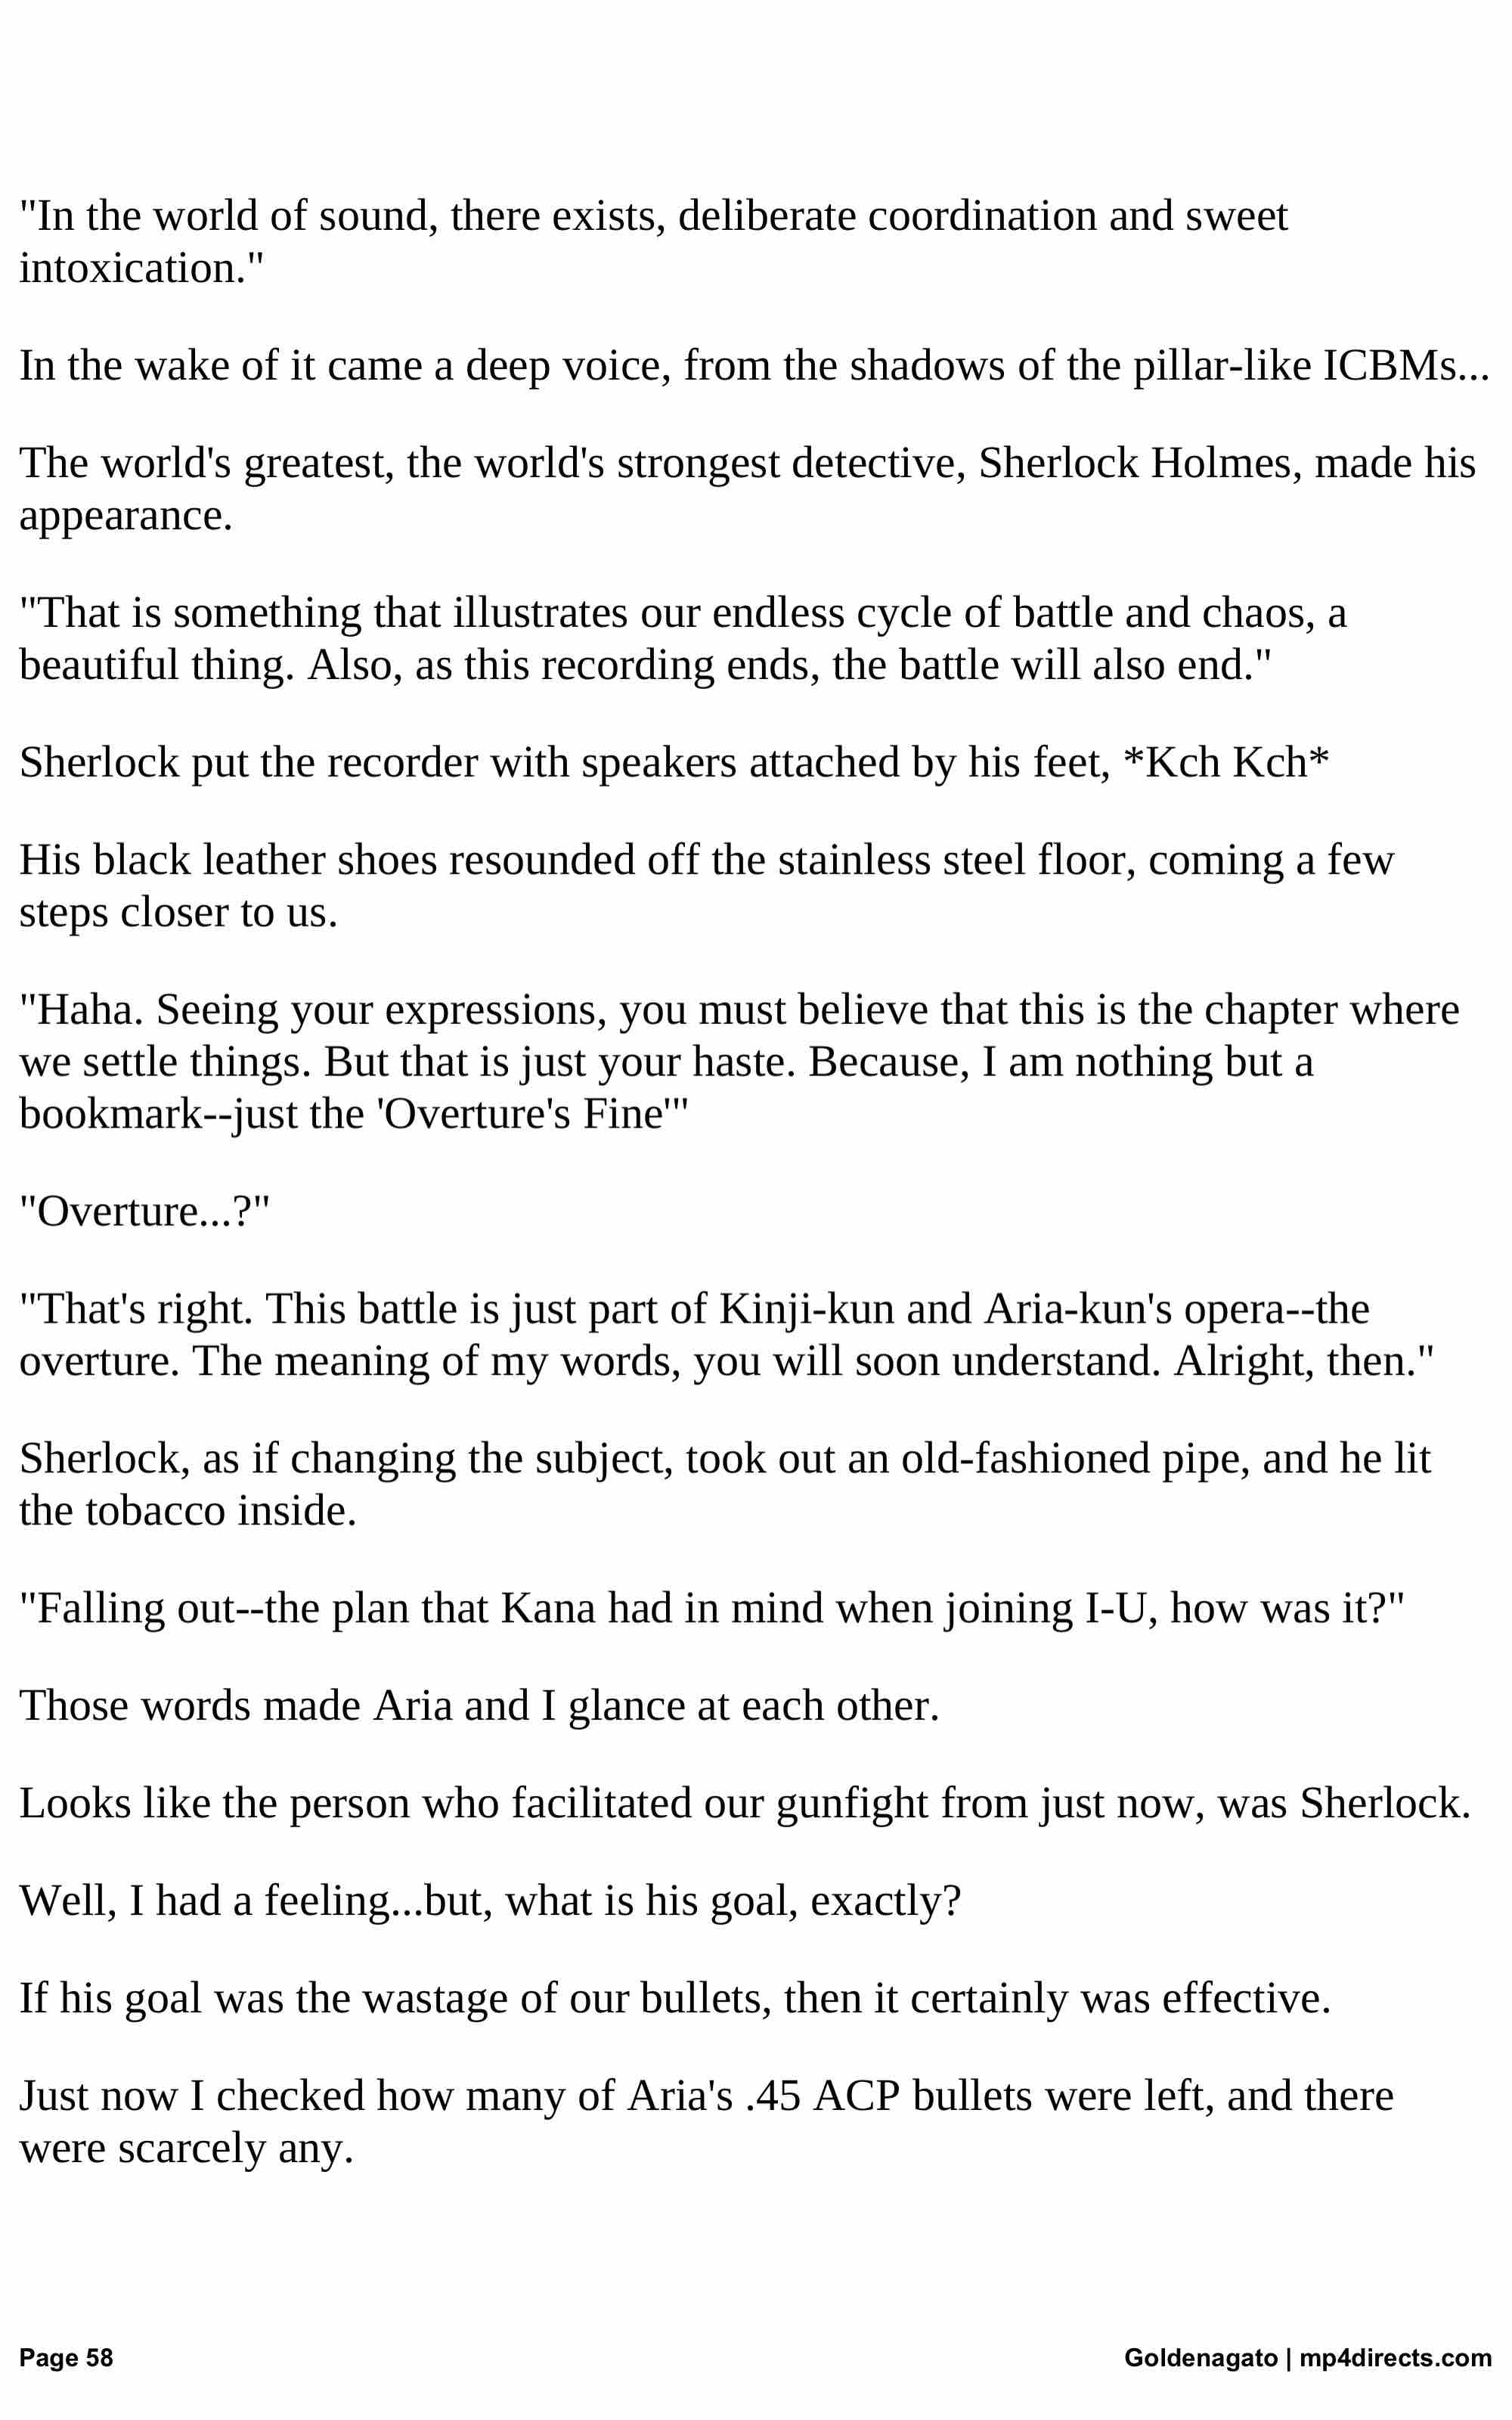 "In the world of sound, there exists, deliberate coordination and sweet
intoxication."
In the wake of it came a deep voice, from the shadows of the pillar-like ICBMs...
The world's greatest, the world's strongest detective, Sherlock Holmes, made his
appearance.
"That is something that illustrates our endless cycle of battle and chaos, a
beautiful thing. Also, as this recording ends, the battle will also end."
Sherlock put the recorder with speakers attached by his feet, *Kch Kch*
His black leather shoes resounded off the stainless steel floor, coming a few
steps closer to us.
"Haha. Seeing your expressions, you must believe that this is the chapter where
we settle things. But that is just your haste. Because, I am nothing but a
bookmark--just the 'Overture's Fine'"
"Overture...?"
"That's right. This battle is just part of Kinji-kun and Aria-kun's opera--the
overture. The meaning of my words, you will soon understand. Alright, then."
Sherlock, as if changing the subject, took out an old-fashioned pipe, and he lit
the tobacco inside.
"Falling out--the plan that Kana had in mind when joining I-U, how was it?"
Those words made Aria and I glance at each other.
Looks like the person who facilitated our gunfight from just now, was Sherlock.
Well, I had a feeling...but, what is his goal, exactly?
If his goal was the wastage of our bullets, then it certainly was effective.
Just now I checked how many of Aria's .45 ACP bullets were left, and there
were scarcely any.
Page 58
Goldenagato | mp4directs.com